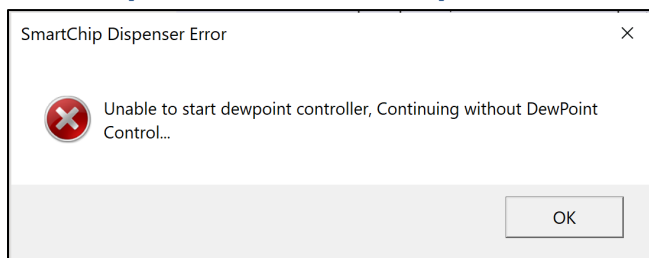 SmartChip Dispenser Error
Unable to start dewpoint controller, Continuing without DewPoint
Control...
OK